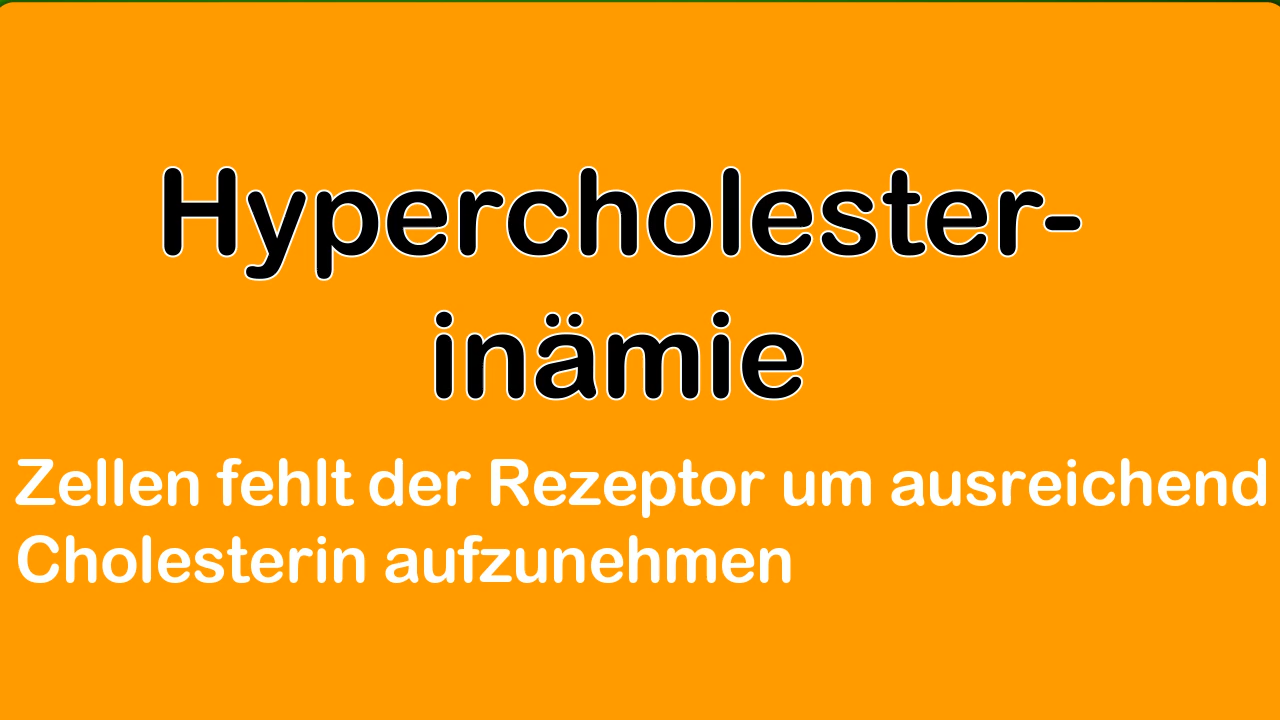 Hypercholester-
inämie
Zellen fehlt der Rezeptor um ausreichend
Cholesterin aufzunehmen